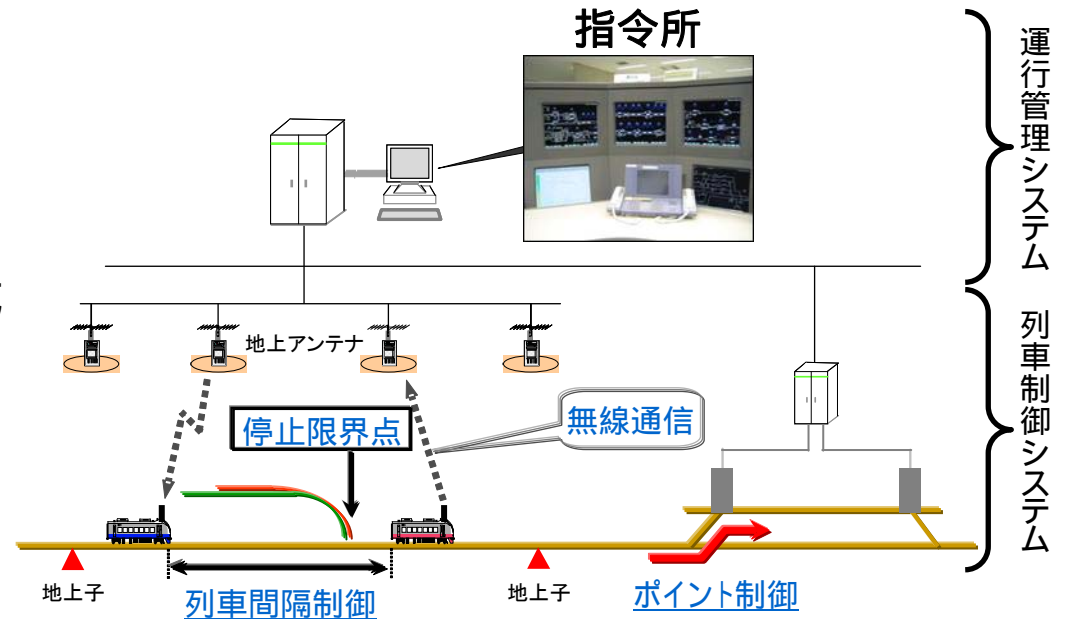 指令所
運行管理システム
地上アンテナ
停止限界点
無線通信
列車制御システム
地上子
列車間隔制御
地上子
ポイント制御